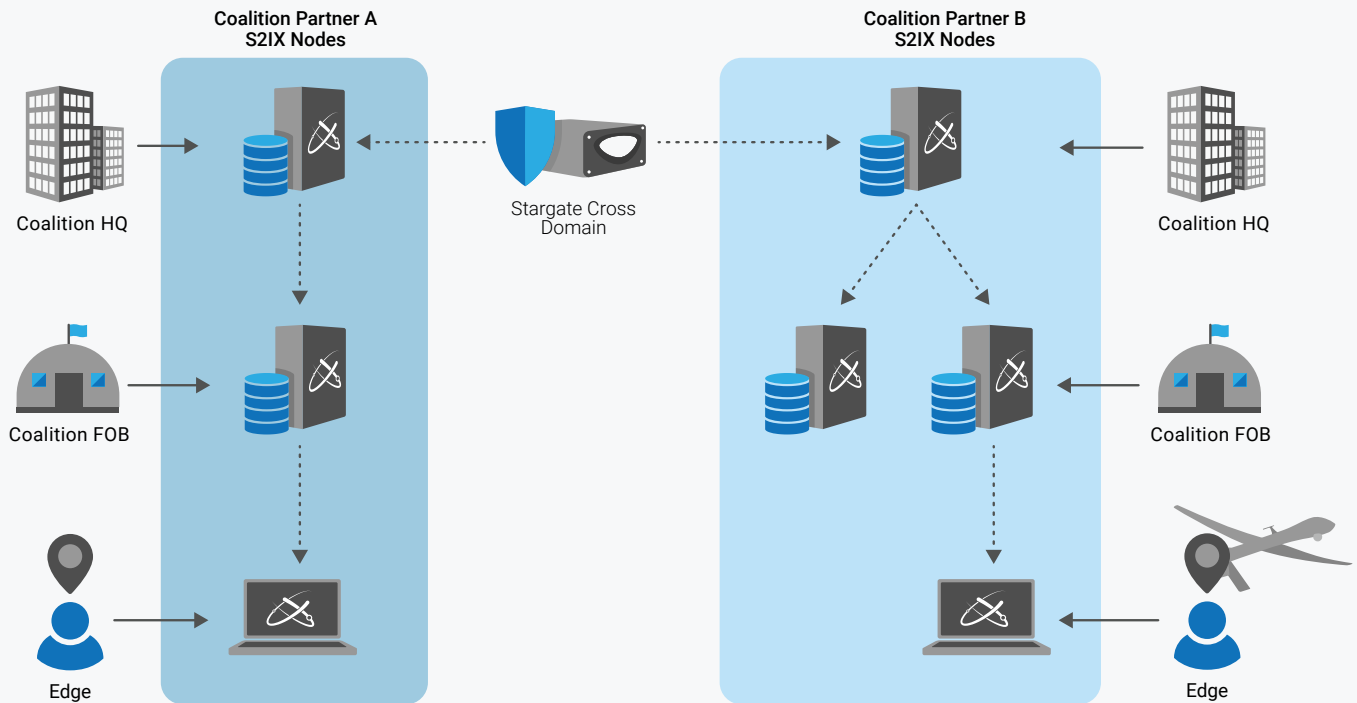 Coalition Partner A
S2IX Nodes
Coalition Partner B
S2IX Nodes
Coalition HQ
Stargate Cross
Domain
Coalition HQ
Coalition FOB
Coalition FOB
Edge
Edge